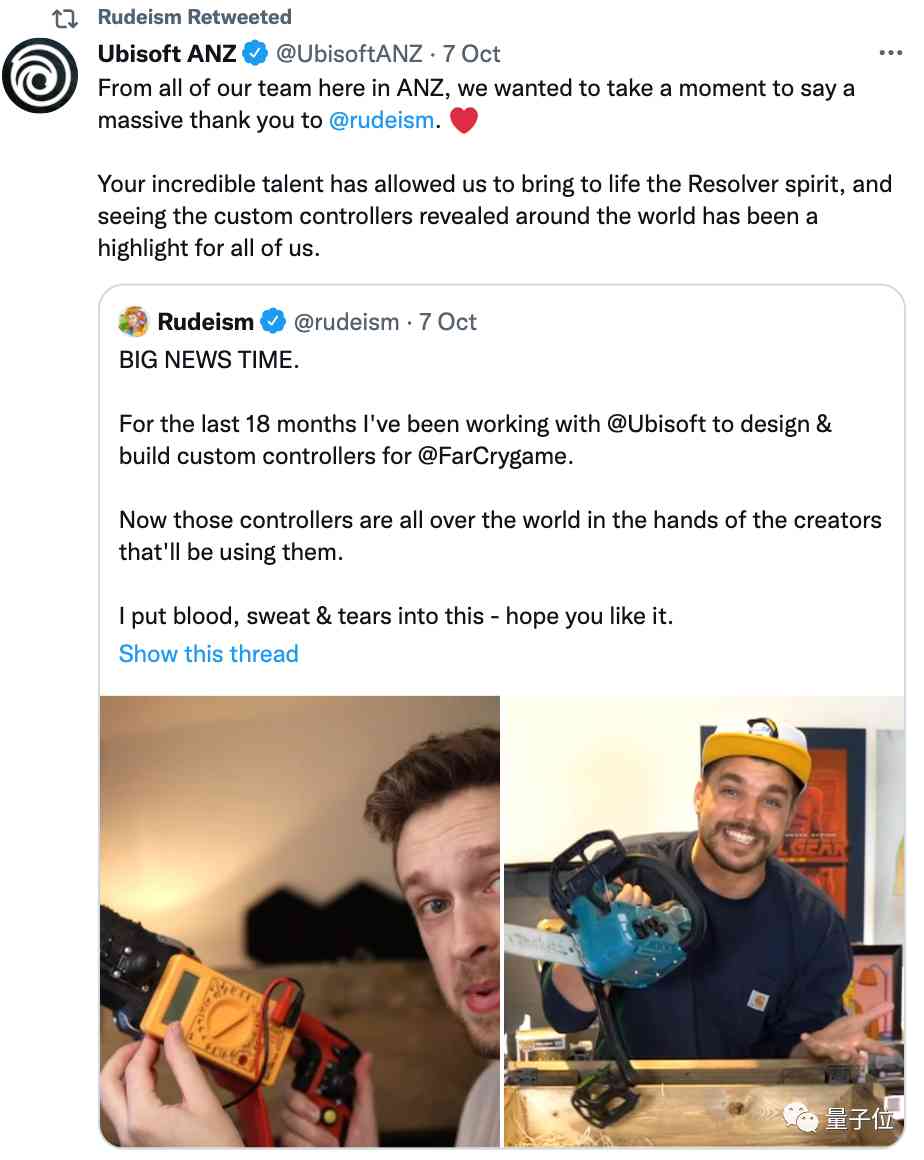 Rudeism Retweeted
Ubisoft ANZ @UbisoftANZ · 7 Oct
From all of our team here in ANZ, we wanted to take a moment to say a
massive thank you to @rudeism. ❤️
Your incredible talent has allowed us to bring to life the Resolver spirit, and
seeing the custom controllers revealed around the world has been a
highlight for all of us.
Rudeism @rudeism · 7 Oct
BIG NEWS TIME.
For the last 18 months I've been working with @Ubisoft to design &
build custom controllers for @FarCrygame.
Now those controllers are all over the world in the hands of the creators
that'll be using them.
I put blood, sweat & tears into this - hope you like it.
Show this thread
量子位